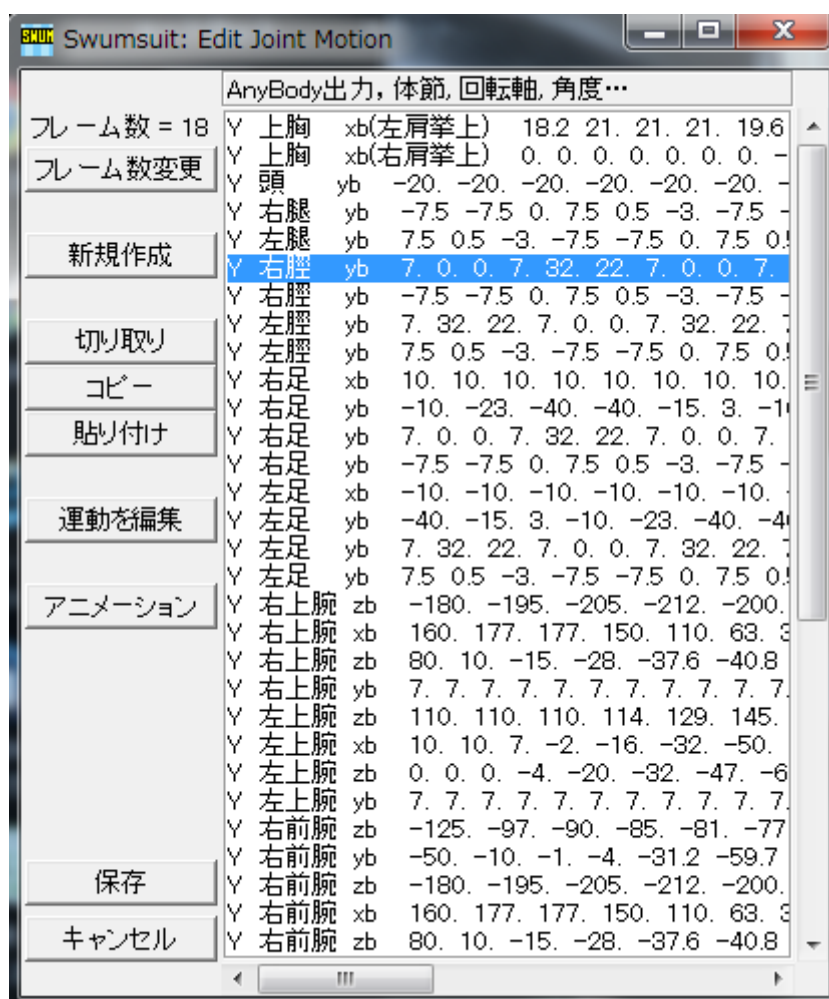 SWUM Swumsuit: Edit Joint Motion
AnyBody出力, 体節, 回転軸, 角度…
フレーム数 = 18
フレーム数変更
新規作成
切り取り
コピー
貼り付け
運動を編集
アニメーション
保存
キャンセル
Y 上胸 xb(左肩挙上) 18.2 21. 21. 21. 19.6
Y 上胸 xb(右肩挙上) 0. 0. 0. 0. 0. 0. 0. -
Y 頭 yb -20. -20. -20. -20. -20. -20. -
Y 右腿 yb -7.5 -7.5 0. 7.5 0.5 -3. -7.5 -
Y 左腿 yb 7.5 0.5 -3. -7.5 -7.5 0. 7.5 0.
Y 右脛 yb 7. 0. 0. 7. 32. 22. 7. 0. 0. 7.
Y 右脛 yb -7.5 -7.5 0. 7.5 0.5 -3. -7.5 -
Y 左脛 yb 7. 32. 22. 7. 0. 0. 7. 32. 22.
Y 左脛 yb 7.5 0.5 -3. -7.5 -7.5 0. 7.5 0.
Y 右足 xb 10. 10. 10. 10. 10. 10. 10. 10.
Y 右足 yb -10. -23. -40. -40. -15. 3. -1
Y 右足 yb 7. 0. 0. 7. 32. 22. 7. 0. 0. 7.
Y 右足 yb -7.5 -7.5 0. 7.5 0.5 -3. -7.5 -
Y 左足 xb -10. -10. -10. -10. -10. -10. -
Y 左足 yb -40. -15. 3. -10. -23. -40. -4
Y 左足 yb 7. 32. 22. 7. 0. 0. 7. 32. 22.
Y 左足 yb 7.5 0.5 -3. -7.5 -7.5 0. 7.5 0.
Y 右上腕 zb -180. -195. -205. -212. -200.
Y 右上腕 xb 160. 177. 177. 150. 110. 63. 3
Y 右上腕 zb 80. 10. -15. -28. -37.6 -40.8
Y 右上腕 yb 7. 7. 7. 7. 7. 7. 7. 7. 7. 7. 7.
Y 左上腕 zb 110. 110. 110. 114. 129. 145.
Y 左上腕 xb 10. 10. 7. -2. -16. -32. -50.
Y 左上腕 zb 0. 0. 0. -4. -20. -32. -47. -6
Y 左上腕 yb 7. 7. 7. 7. 7. 7. 7. 7. 7. 7. 7.
Y 右前腕 zb -125. -97. -90. -85. -81. -77
Y 右前腕 yb -50. -10. -1. -4. -31.2 -59.7
Y 右前腕 zb -180. -195. -205. -212. -200.
Y 右前腕 xb 160. 177. 177. 150. 110. 63. 3
Y 右前腕 zb 80. 10. -15. -28. -37.6 -40.8